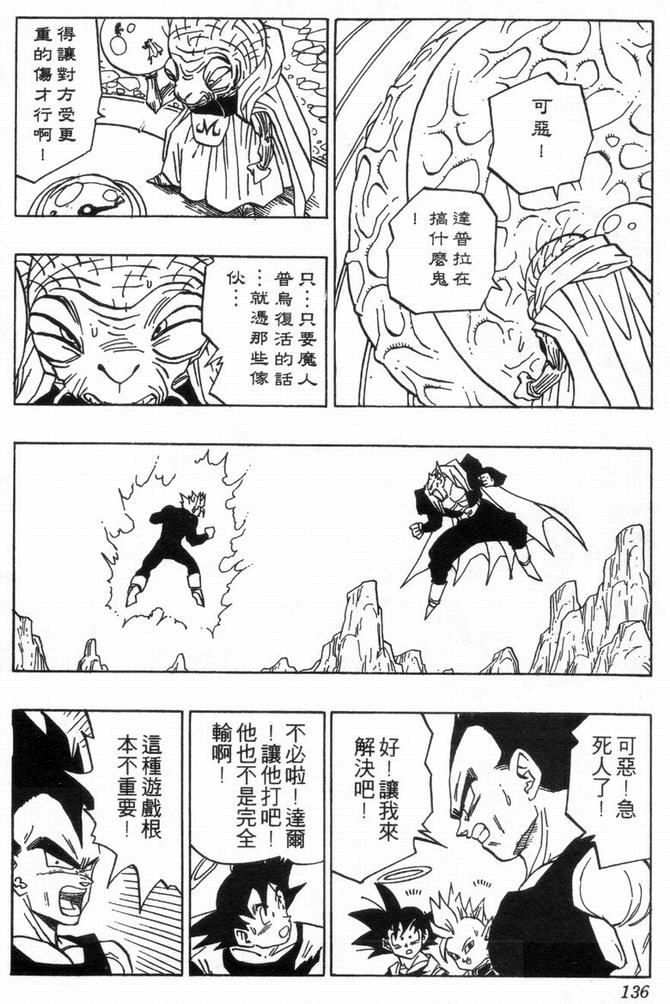 可惡！
達普拉在
搞什麼鬼
！
得讓對方受更
重的傷才行啊！
只…只要魔人
普烏復活的話
…就憑那些傢
伙…
可惡！急
死人了！
好！讓我來
解決吧！
不必啦！達爾
！讓他打吧！
他也不是完全
輸啊！
這種遊戲根
本不重要！
136